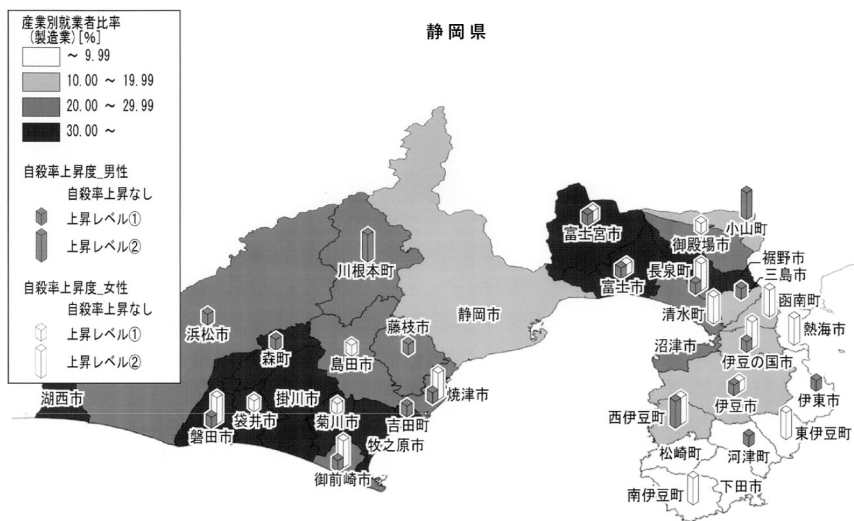 静岡県
産業別就業者比率
(製造業)[%]
~ 9.99
10.00 ~ 19.99
20.00 ~ 29.99
30.00 ~
自殺率上昇度_男性
自殺率上昇なし
上昇レベル①
上昇レベル②
自殺率上昇度_女性
自殺率上昇なし
上昇レベル①
上昇レベル②
富士宮市
小山町
御殿場市
裾野市
長泉町
三島市
川根本町
富士市
函南町
静岡市
清水町
熱海市
浜松市
藤枝市
森町
島田市
沼津市
伊豆の国市
湖西市
掛川市
焼津市
伊豆市
伊東市
袋井市
菊川市
吉田町
西伊豆町
磐田市
牧之原市
東伊豆町
松崎町
河津町
御前崎市
下田市
南伊豆町